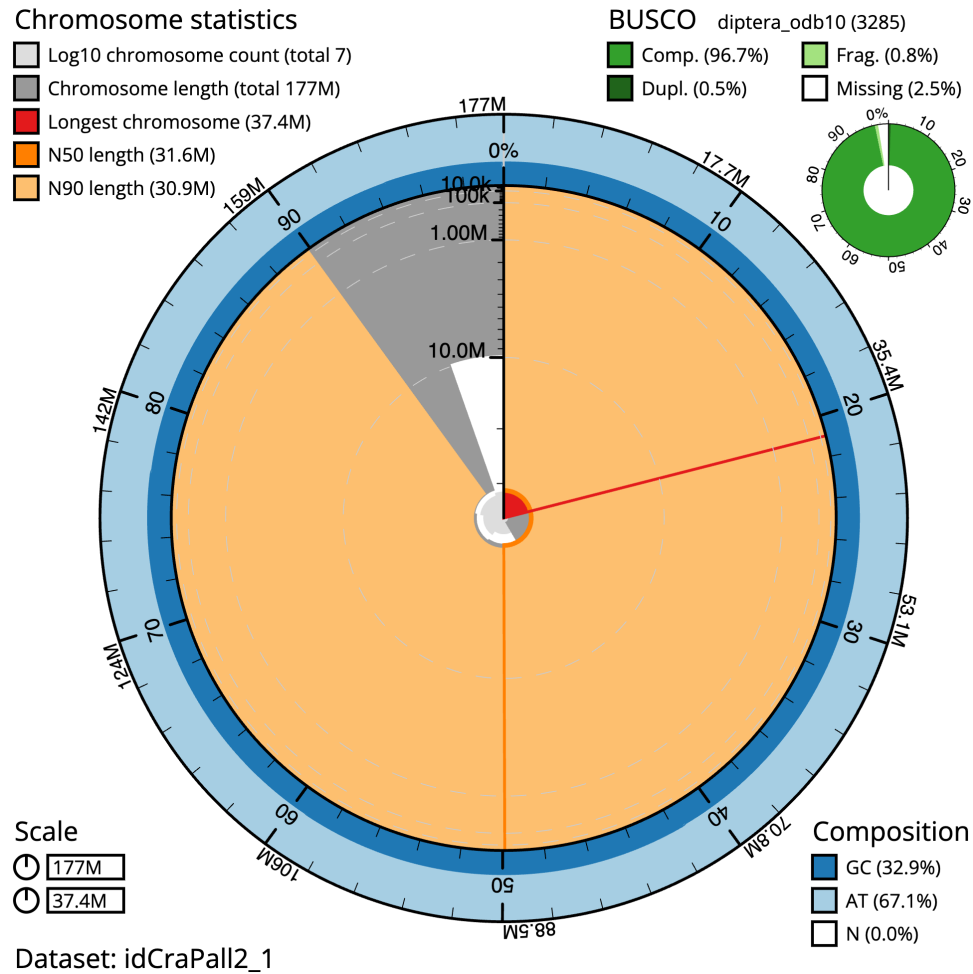 Chromosome statistics
Log10 chromosome count (total 7)
Chromosome length (total 177M)
Longest chromosome (37.4M)
N50 length (31.6M)
N90 length (30.9M)
BUSCO diptera_odb10 (3285)
Comp. (96.7%) Frag. (0.8%)
Dupl. (0.5%) Missing (2.5%)
0%
10
20
30
40
50
60
70
80
90
177M
17.7M
35.4M
53.1M
70.8M
88.5M
106M
124M
142M
159M
0%
10
20
30
40
50
60
70
80
90
10.0k
100k
1.00M
10.0M
Scale
177M
37.4M
Composition
GC (32.9%)
AT (67.1%)
N (0.0%)
Dataset: idCraPall2_1